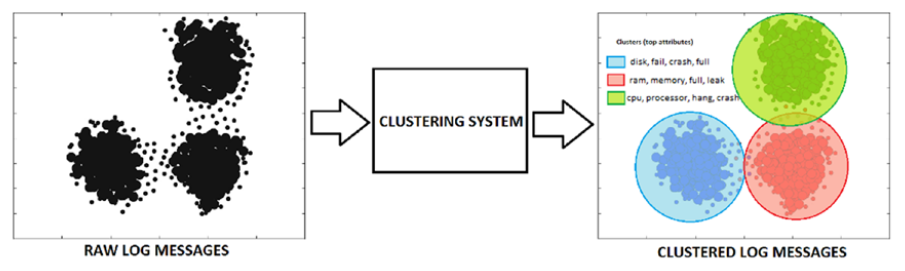 RAW LOG MESSAGES
CLUSTERING SYSTEM
Clusters (top attributes)
disk, fail, crash, full
ram, memory, full, leak
cpu, processor, hang, crash
CLUSTERED LOG MESSAGES